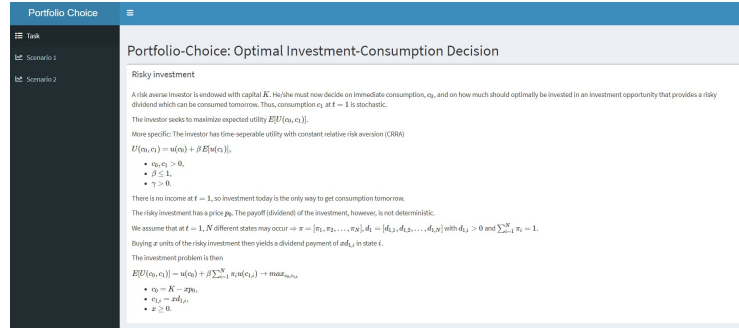 Portfolio Choice
Task
Scenario 1
Scenario 2
Portfolio-Choice: Optimal Investment-Consumption Decision
Risky investment
A risk averse Investor is endowed with capital K. He/she must now decide on immediate consumption, c₀, and on how much should optimally be invested in an investment opportunity that provides a risky
dividend which can be consumed tomorrow. Thus, consumption c₁ at t = 1 is stochastic.
The investor seeks to maximize expected utility E[U(c₀, c₁)].
More specific: The investor has time-seperable utility with constant relative risk aversion (CRRA)
U(c₀, c₁) = u(c₀) + βE[u(c₁)],
• c₀, c₁ > 0,
• β ≤ 1,
• γ > 0.
There is no income at t = 1, so investment today is the only way to get consumption tomorrow.
The risky investment has a price p₀. The payoff (dividend) of the investment, however, is not deterministic.
We assume that at t = 1, N different states may occur ⇒ π = [π₁, π₂, . . . , π_N], d₁ = [d₁,₁, d₁,₂, . . . , d₁,N] with d₁,ᵢ > 0 and ∑ᵢ₌₁ᴺ πᵢ = 1.
Buying x units of the risky investment then yields a dividend payment of xd₁,ᵢ in state i.
The investment problem is then
E[U(c₀, c₁)] = u(c₀) + β ∑ᵢ₌₁ᴺ πᵢu(c₁,ᵢ) → max
• c₀ = K − xp₀,
• c₁,ᵢ = xd₁,ᵢ,
• x ≥ 0.